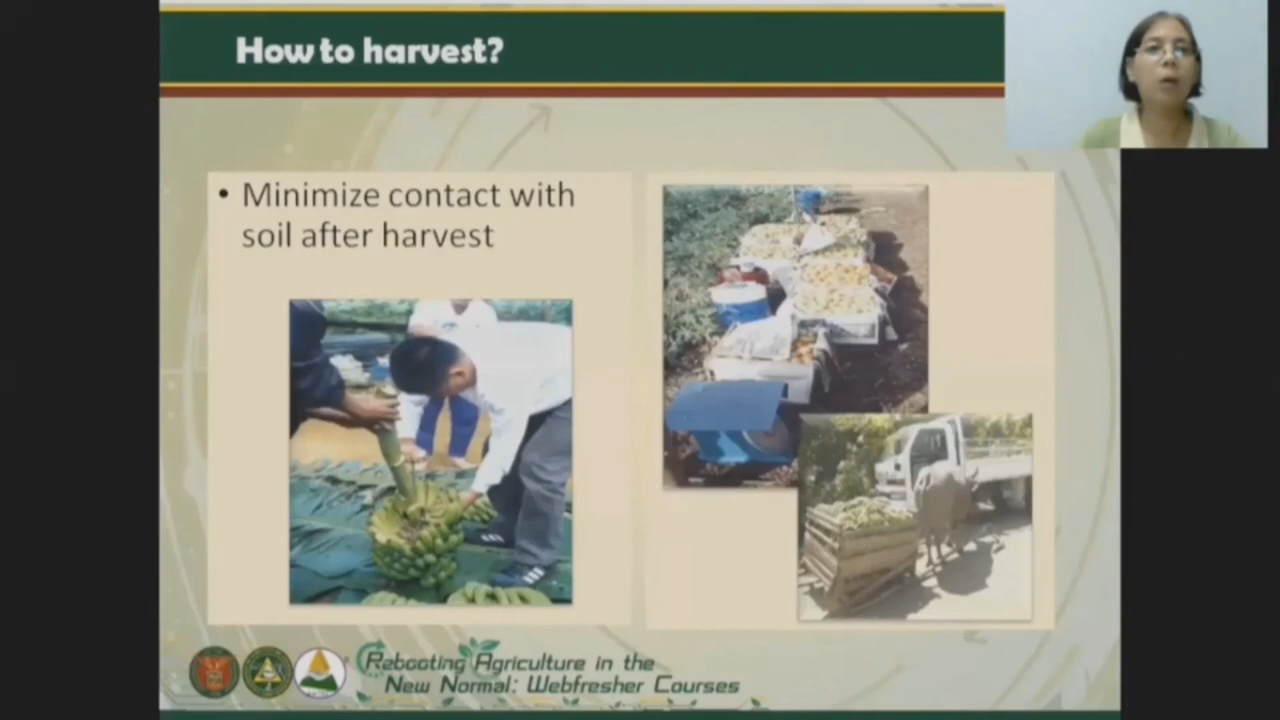 How to harvest?
• Minimize contact with
soil after harvest
Rebooting Agriculture in the
New Normal: Webfresher Courses